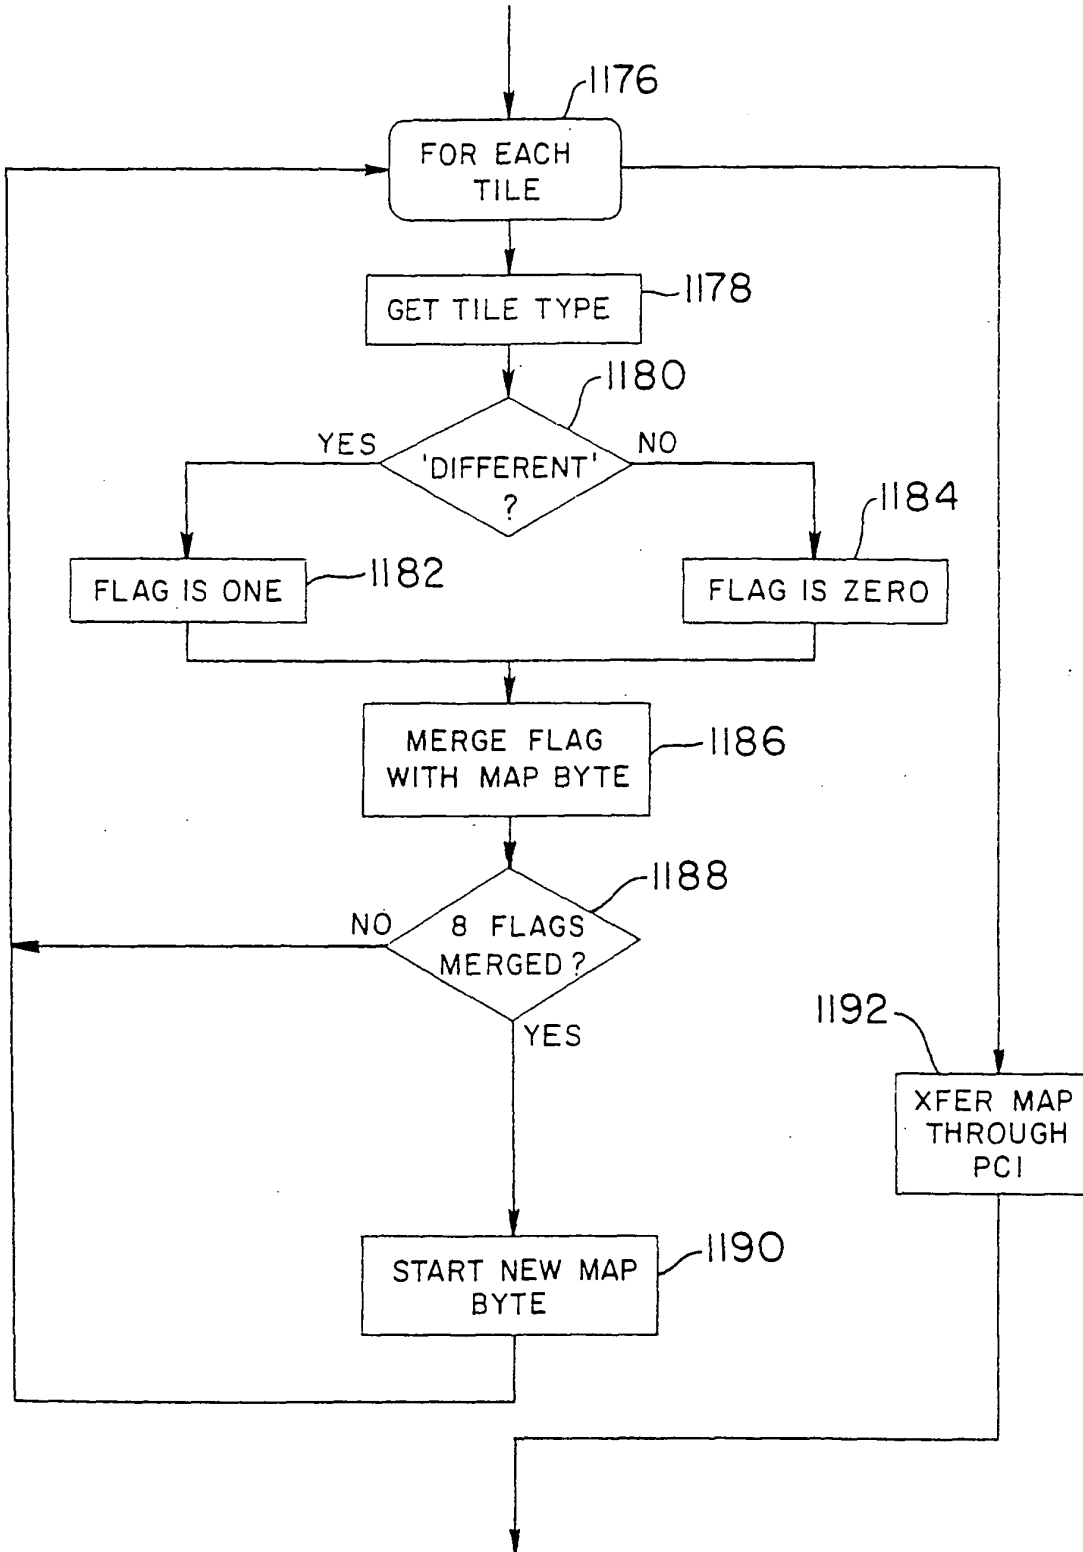 1176
FOR EACH
TILE
1178
GET TILE TYPE
1180
YES
NO
'DIFFERENT'
?
1184
1182
FLAG IS ONE
FLAG IS ZERO
MERGE FLAG
WITH MAP BYTE
1186
1188
NO
8 FLAGS
MERGED?
YES
1192
XFER MAP
THROUGH
PCI
1190
START NEW MAP
BYTE